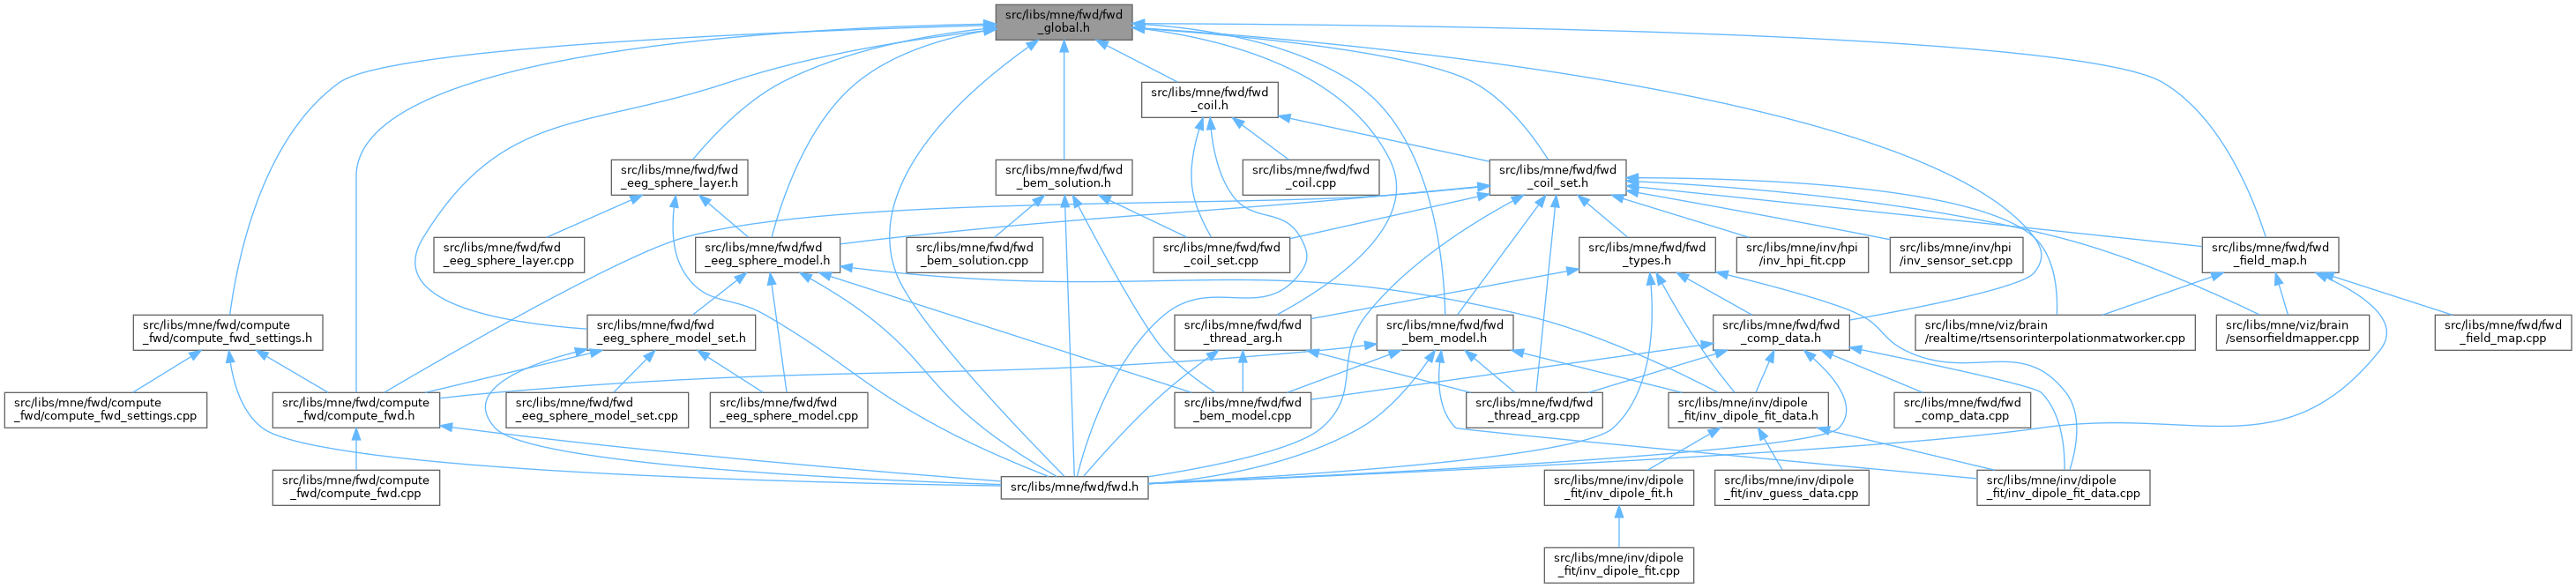 src/libs/mne/fwd/fwd
_global.h
src/libs/mne/fwd/fwd
_coil.h
src/libs/mne/fwd/fwd
_eeg_sphere_layer.h
src/libs/mne/fwd/fwd
_bem_solution.h
src/libs/mne/fwd/fwd
_coil.cpp
src/libs/mne/fwd/fwd
_coil_set.h
src/libs/mne/fwd/fwd
_eeg_sphere_layer.cpp
src/libs/mne/fwd/fwd
_eeg_sphere_model.h
src/libs/mne/fwd/fwd
_bem_solution.cpp
src/libs/mne/fwd/fwd
_coil_set.cpp
src/libs/mne/fwd/fwd
_types.h
src/libs/mne/inv/hpi
/inv_hpi_fit.cpp
src/libs/mne/inv/hpi
/inv_sensor_set.cpp
src/libs/mne/fwd/fwd
_field_map.h
src/libs/mne/fwd/compute
_fwd/compute_fwd_settings.h
src/libs/mne/fwd/fwd
_eeg_sphere_model_set.h
src/libs/mne/fwd/fwd
_thread_arg.h
src/libs/mne/fwd/fwd
_bem_model.h
src/libs/mne/fwd/fwd
_comp_data.h
src/libs/mne/viz/brain
/realtime/rtsensorinterpolationmatworker.cpp
src/libs/mne/viz/brain
/sensorfieldmapper.cpp
src/libs/mne/fwd/fwd
_field_map.cpp
src/libs/mne/fwd/compute
_fwd/compute_fwd_settings.cpp
src/libs/mne/fwd/compute
_fwd/compute_fwd.h
src/libs/mne/fwd/fwd
_eeg_sphere_model_set.cpp
src/libs/mne/fwd/fwd
_eeg_sphere_model.cpp
src/libs/mne/fwd/fwd
_bem_model.cpp
src/libs/mne/fwd/fwd
_thread_arg.cpp
src/libs/mne/inv/dipole
_fit/inv_dipole_fit_data.h
src/libs/mne/fwd/fwd
_comp_data.cpp
src/libs/mne/fwd/compute
_fwd/compute_fwd.cpp
src/libs/mne/fwd/fwd.h
src/libs/mne/inv/dipole
_fit/inv_dipole_fit.h
src/libs/mne/inv/dipole
_fit/inv_guess_data.cpp
src/libs/mne/inv/dipole
_fit/inv_dipole_fit_data.cpp
src/libs/mne/inv/dipole
_fit/inv_dipole_fit.cpp